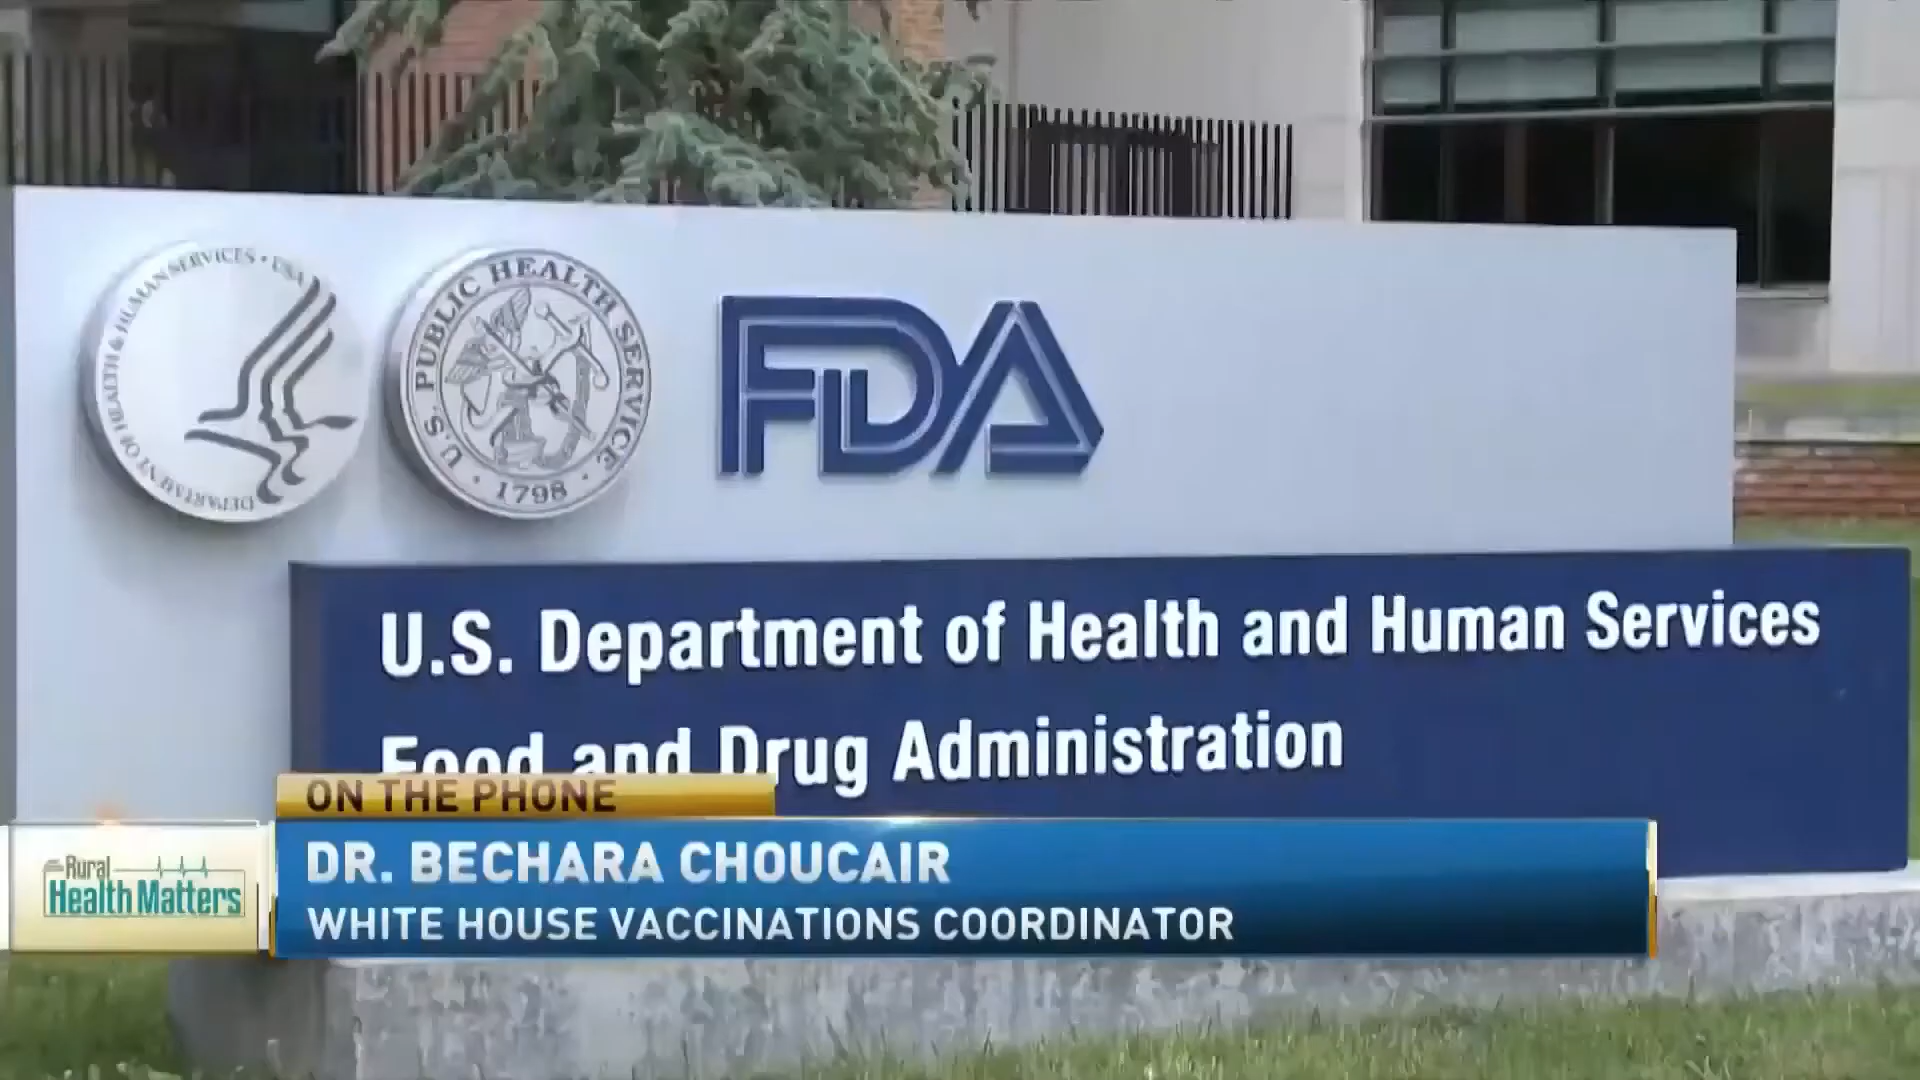 DEPARTMENT OF HEALTH & HUMAN SERVICES • USA
U.S. PUBLIC HEALTH SERVICE
• 1798 •
FDA
U.S. Department of Health and Human Services
Food and Drug Administration
ON THE PHONE
DR. BECHARA CHOUCAIR
WHITE HOUSE VACCINATIONS COORDINATOR
Rural
Health Matters